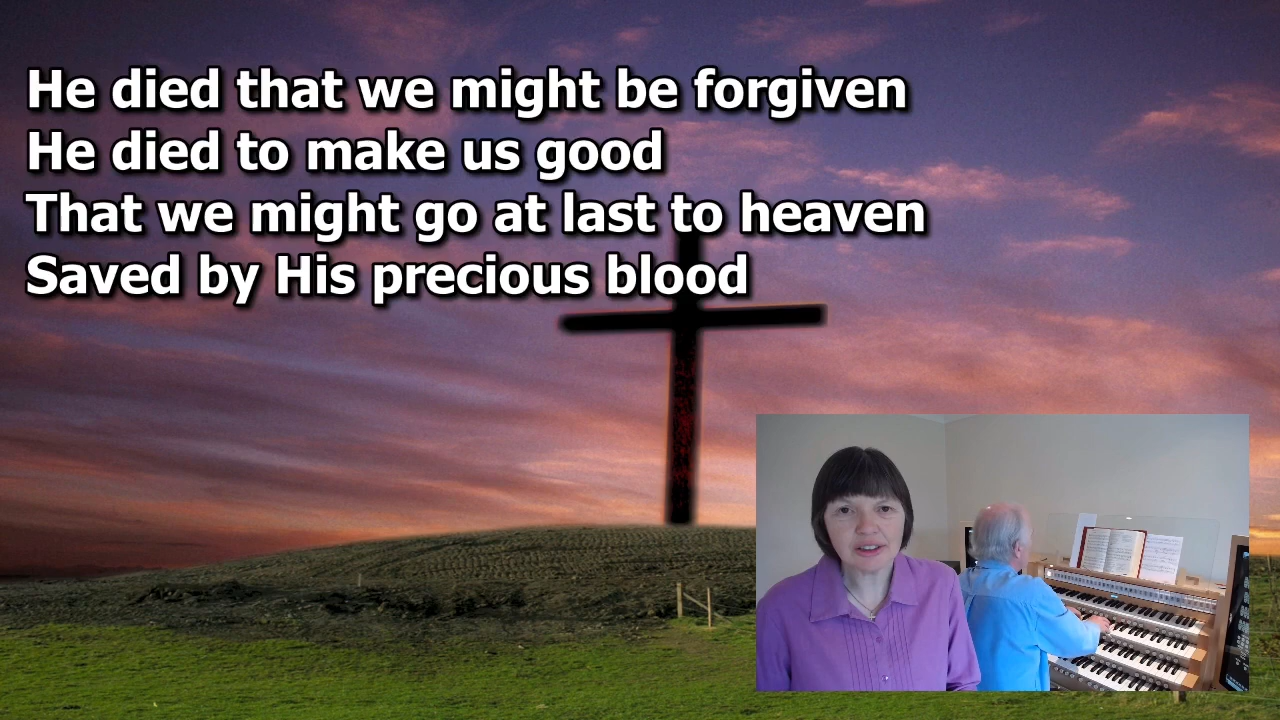 He died that we might be forgiven
He died to make us good
That we might go at last to heaven
Saved by His precious blood